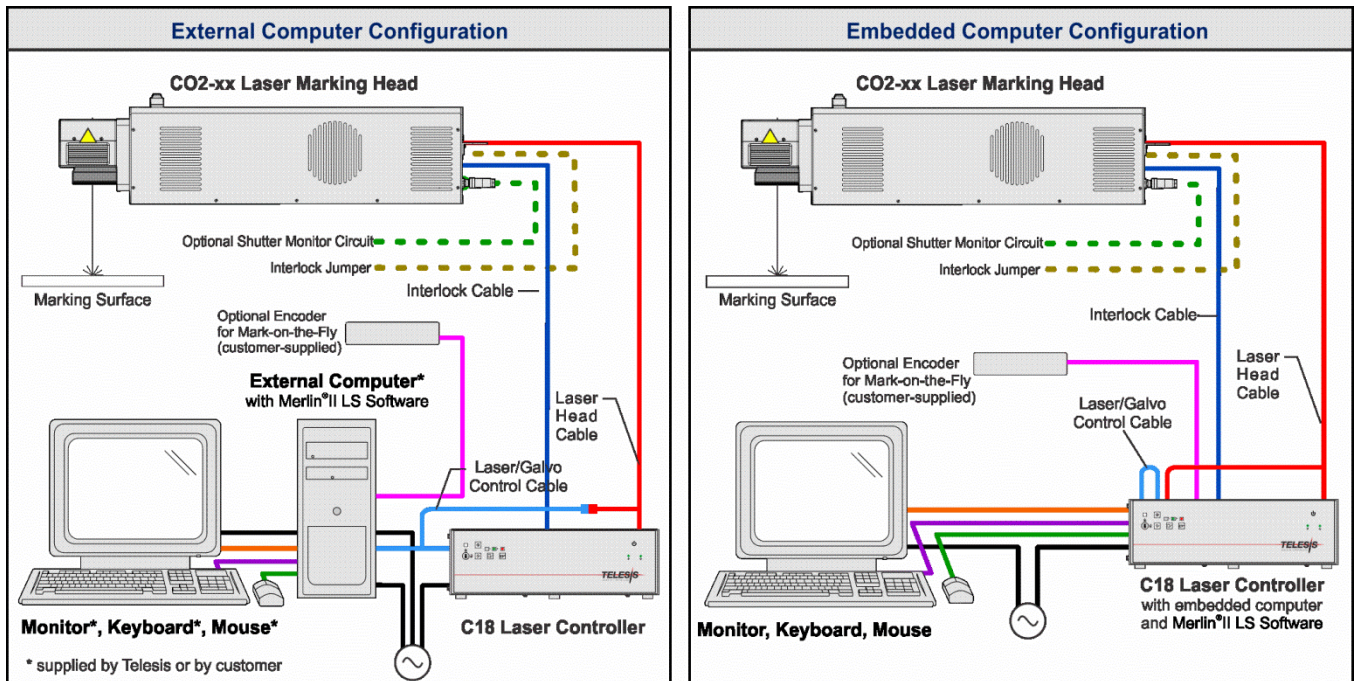 External Computer Configuration
CO2-xx Laser Marking Head
Optional Shutter Monitor Circuit
Interlock Jumper
Marking Surface
Interlock Cable
Optional Encoder
for Mark-on-the-Fly
(customer-supplied)
External Computer*
with Merlin®II LS Software
Laser
Head
Cable
Laser/Galvo
Control Cable
TELESIS
Monitor*, Keyboard*, Mouse*
C18 Laser Controller
* supplied by Telesis or by customer
Embedded Computer Configuration
CO2-xx Laser Marking Head
Optional Shutter Monitor Circuit
Interlock Jumper
Marking Surface
Interlock Cable
Optional Encoder
for Mark-on-the-Fly
(customer-supplied)
Laser
Head
Cable
Laser/Galvo
Control Cable
TELESIS
C18 Laser Controller
with embedded computer
and Merlin®II LS Software
Monitor, Keyboard, Mouse